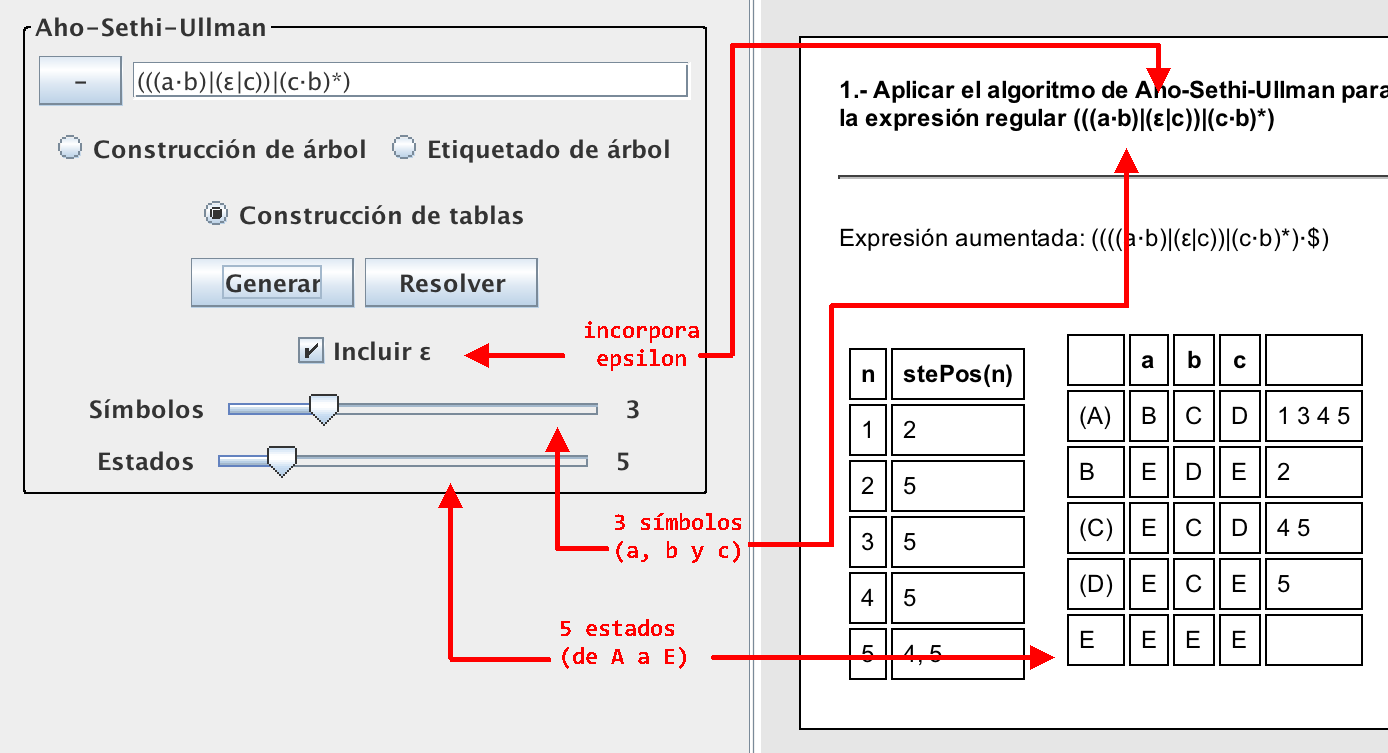 Aho-Sethi-Ullman
-
(((a·b)|(ε|c))|(c·b)*)
Construcción de árbol
Etiquetado de árbol
Construcción de tablas
Generar
Resolver
Incluir ε
Símbolos
3
Estados
5
incorpora
epsilon
3 símbolos
(a, b y c)
5 estados
(de A a E)
1.- Aplicar el algoritmo de Aho-Sethi-Ullman para
la expresión regular (((a·b)|(ε|c))|(c·b)*)
Expresión aumentada: ((((a·b)|(ε|c))|(c·b)*)·$)
n stePos(n)
1 2
2 5
3 5
4 5
5 4, 5
a b c
(A) B C D 1 3 4 5
B E D E 2
(C) E C D 4 5
(D) E C E 5
E E E E